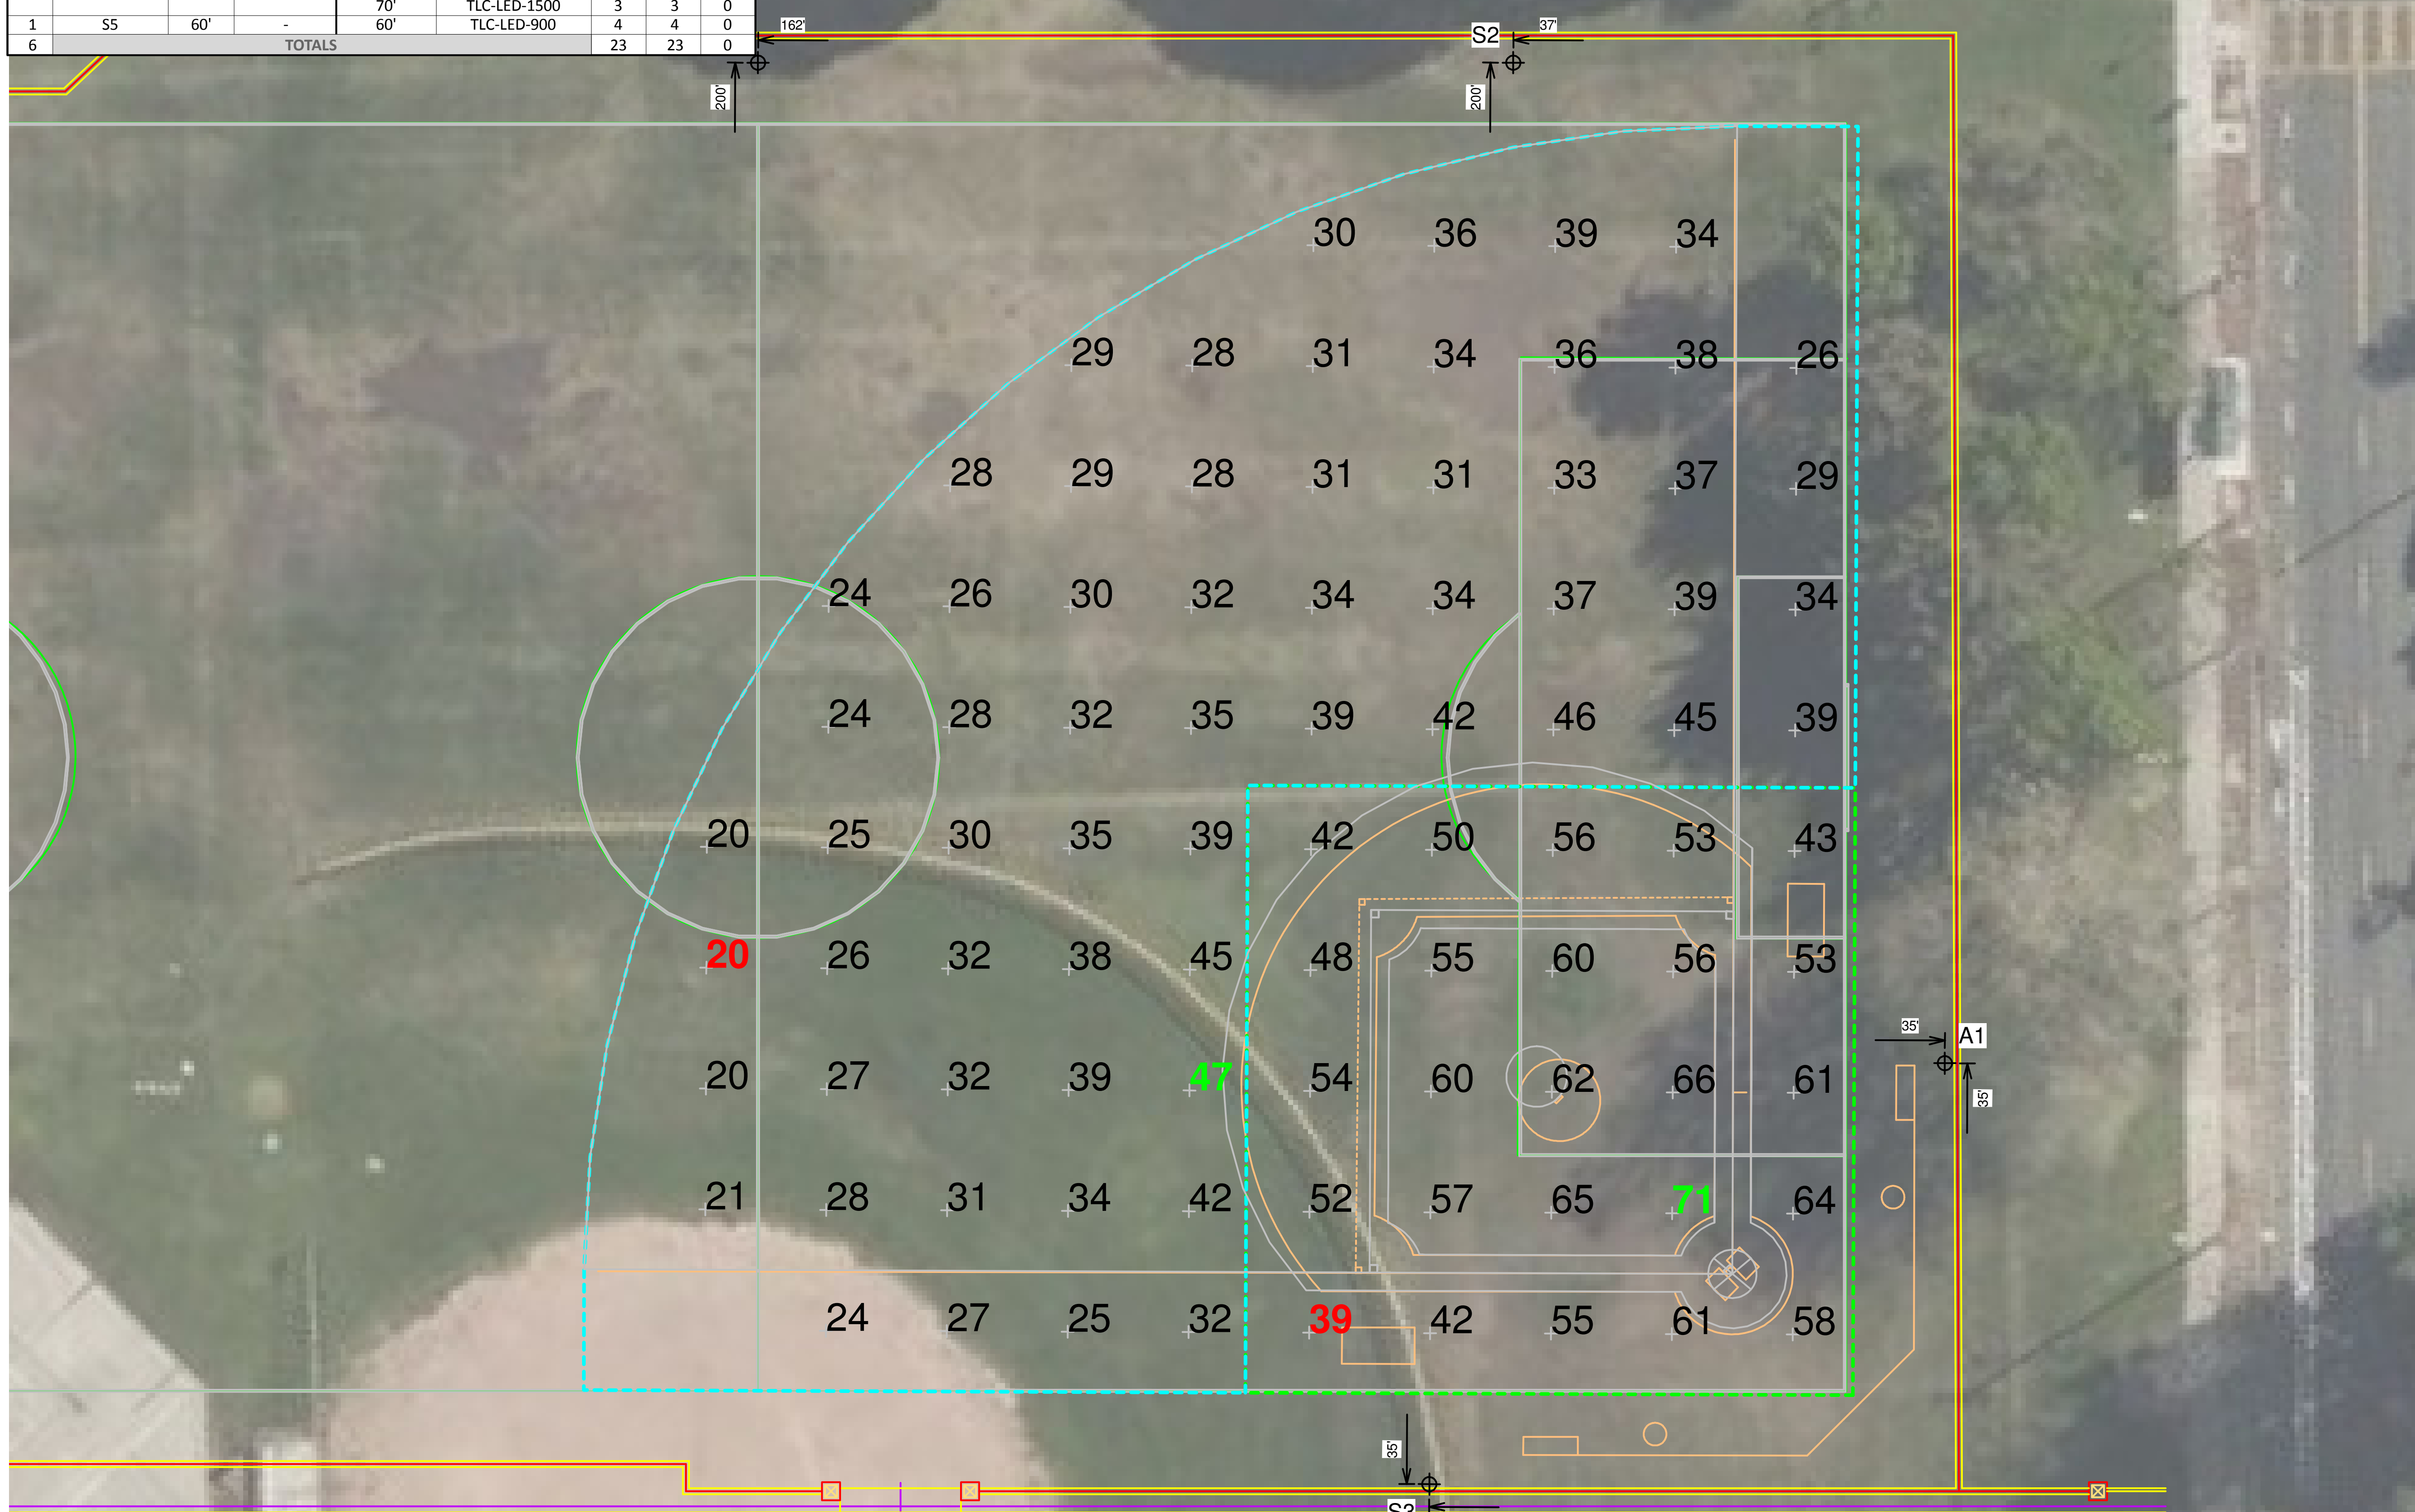 70' TLC-LED-1500 3 3 0
1 S5 60' - 60' TLC-LED-900 4 4 0
6 TOTALS 23 23 0
162' S2 37'
200' 200'
30 36 39 34
29 28 31 34 36 38 26
28 29 28 31 31 33 37 29
24 26 30 32 34 34 37 39 34
24 28 32 35 39 42 46 45 39
20 25 30 35 39 42 50 56 53 43
20 26 32 38 45 48 55 60 56 53
35' A1
20 27 32 39 47 54 60 62 66 61
35'
21 28 31 34 42 52 57 65 71 64
24 27 25 32 39 42 55 61 58
35'
S3